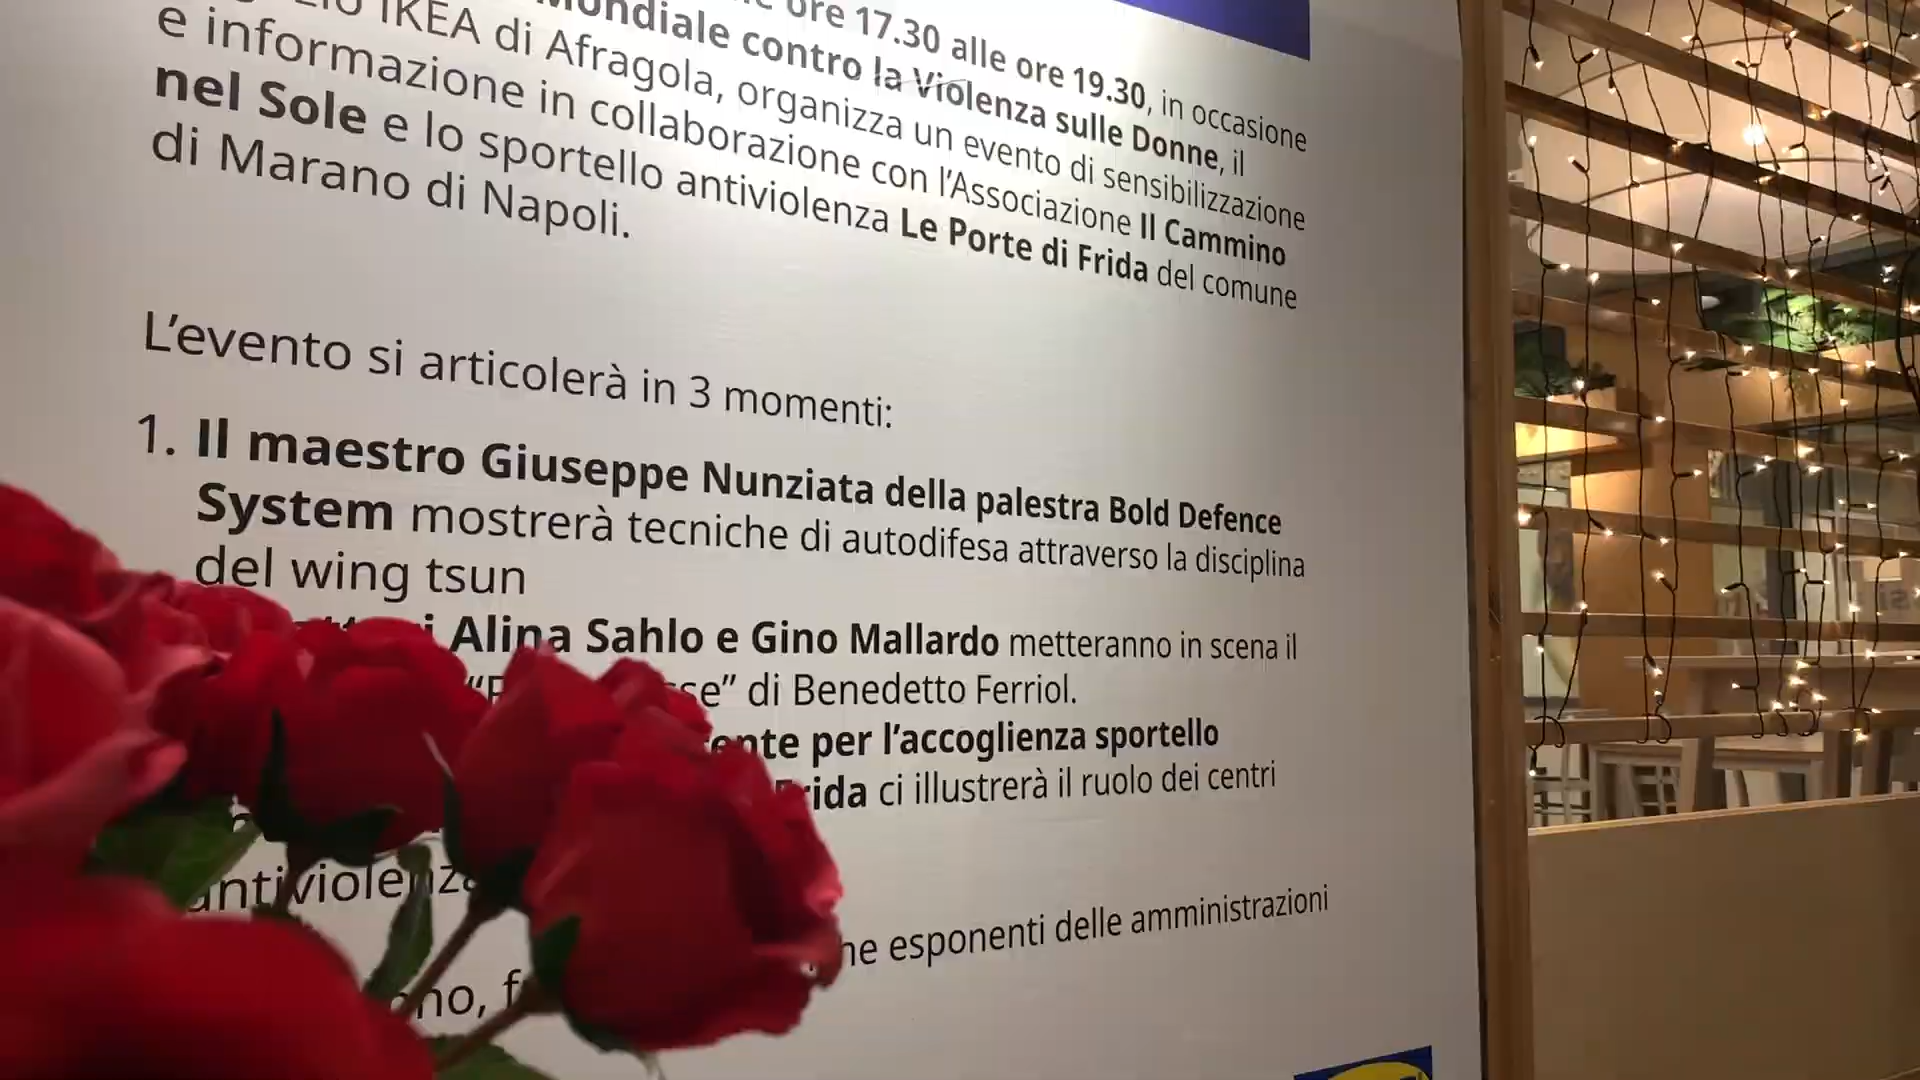 ore 17.30 alle ore 19.30, in occasione
contro la Violenza sulle Donne, il
IKEA di Afragola, organizza un evento di sensibilizzazione
e informazione in collaborazione con l’Associazione Il Cammino
nel Sole e lo sportello antiviolenza Le Porte di Frida del comune
di Marano di Napoli.
L’evento si articolerà in 3 momenti:
1. Il maestro Giuseppe Nunziata della palestra Bold Defence
System mostrerà tecniche di autodifesa attraverso la disciplina
del wing tsun
Alina Sahlo e Gino Mallardo metteranno in scena il
di Benedetto Ferriol.
per l’accoglienza sportello
ci illustrerà il ruolo dei centri
esponenti delle amministrazioni